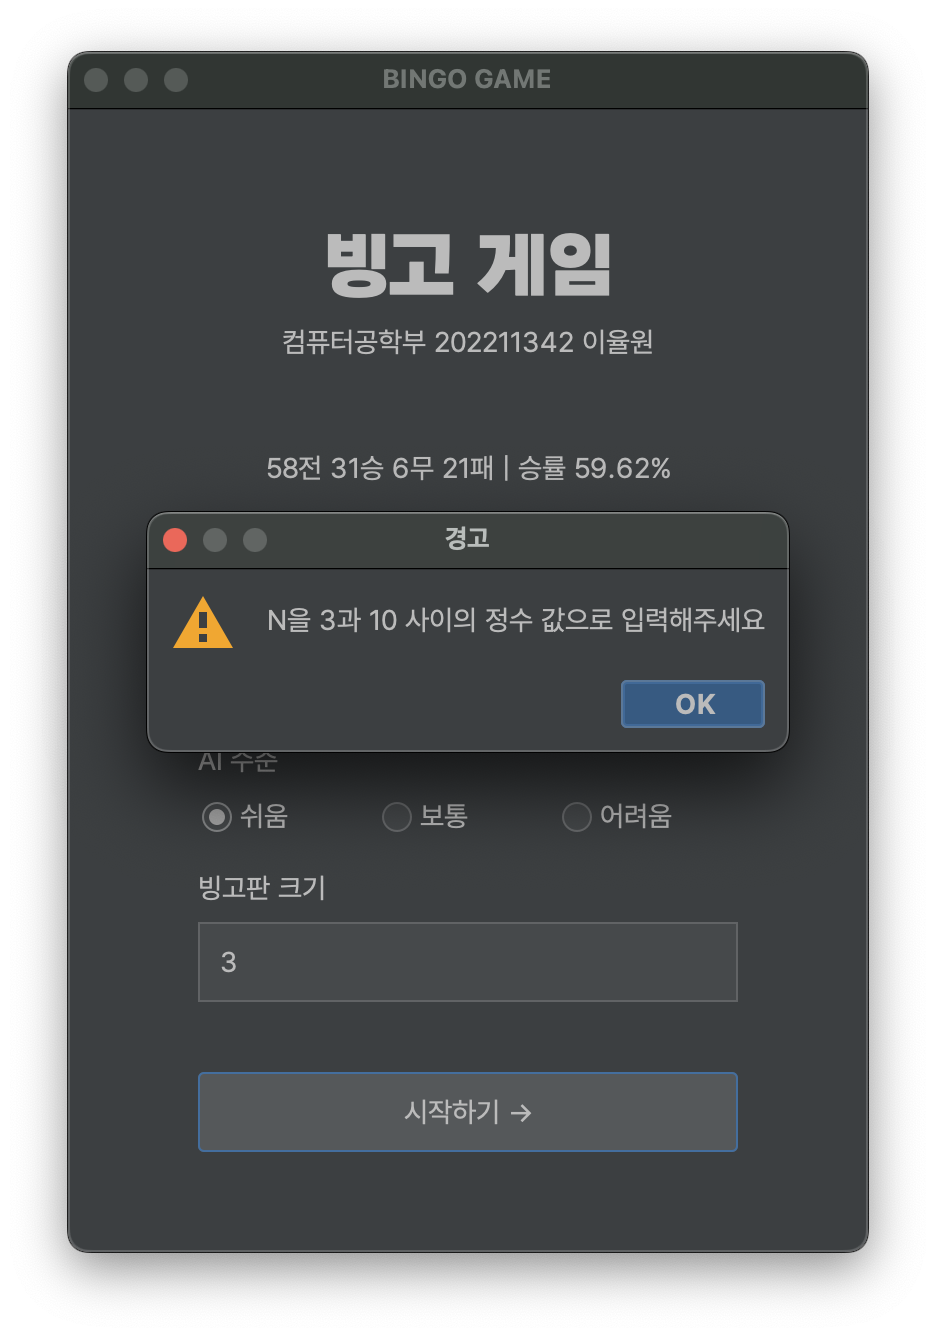 BINGO GAME
빙고 게임
컴퓨터공학부 202211342 이율원
58전 31승 6무 21패 | 승률 59.62%
경고
N을 3과 10 사이의 정수 값으로 입력해주세요
OK
AI 수준
쉬움 보통 어려움
빙고판 크기
3
시작하기 →